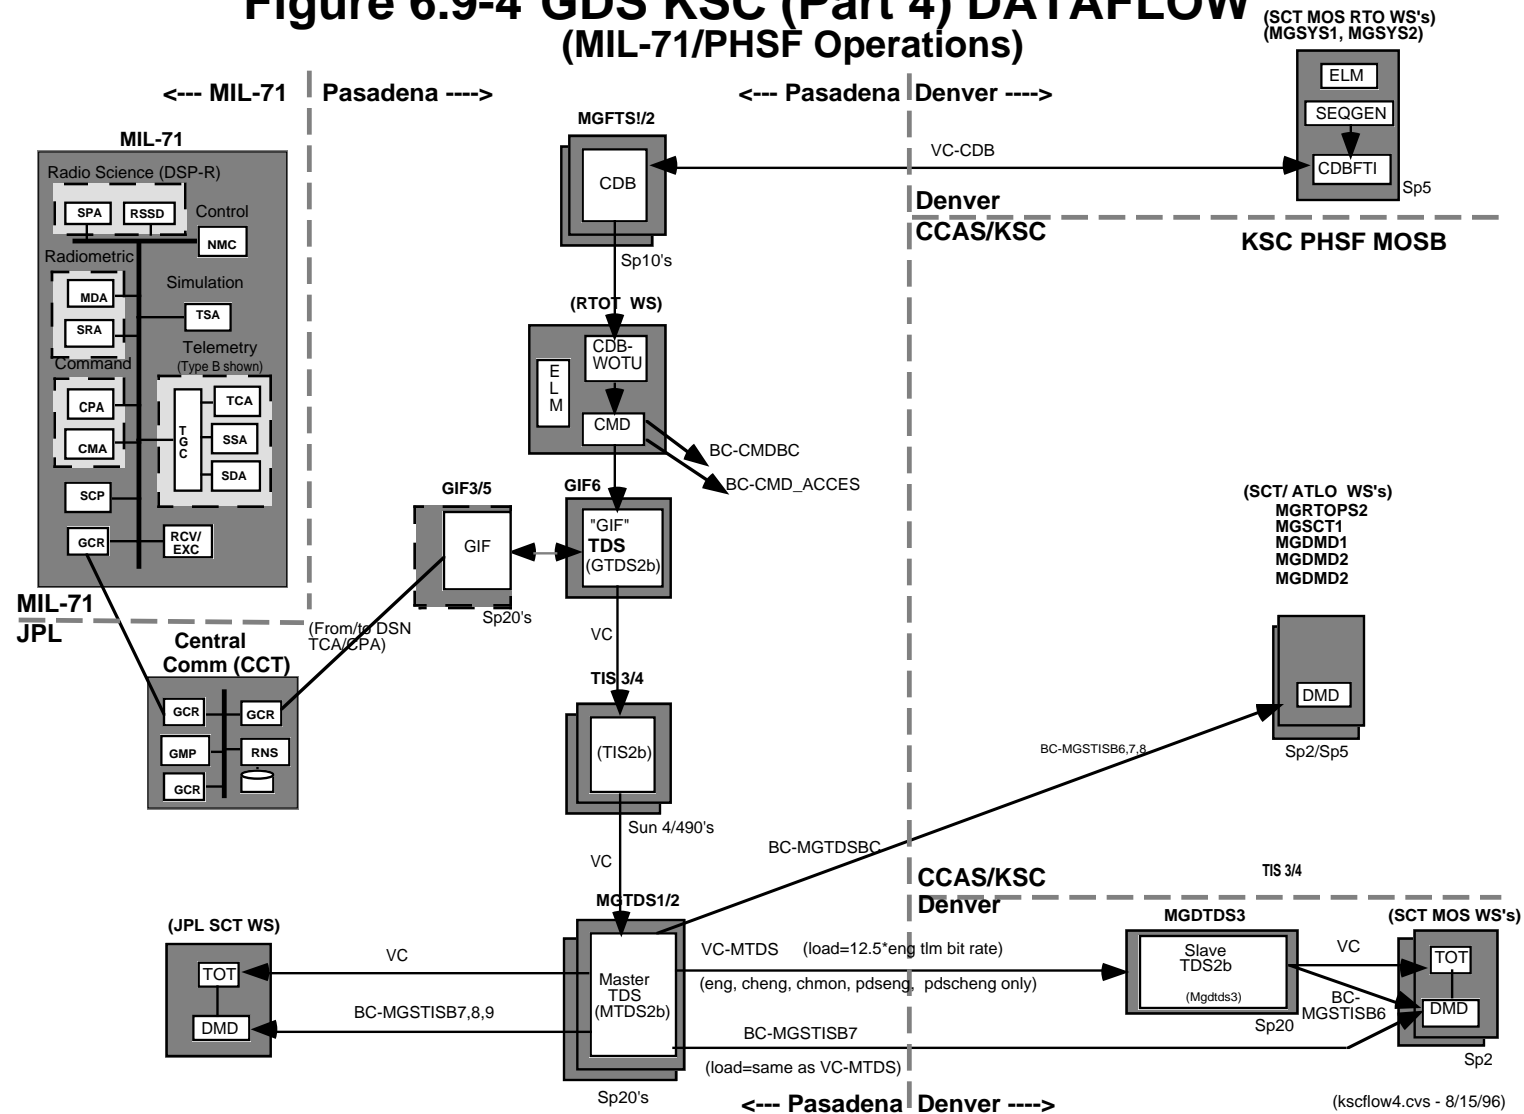 Figure 6.9-4 GDS KSC (Part 4) DATAFLOW
(MIL-71/PHSF Operations)
(SCT MOS RTO WS's)
(MGSYS1, MGSYS2)
<--- MIL-71
Pasadena ---->
<--- Pasadena
Denver ---->
ELM
SEQGEN
CDBFTI
Sp5
MGFTS!/2
CDB
Sp10's
VC-CDB
Denver
CCAS/KSC
KSC PHSF MOSB
MIL-71
Radio Science (DSP-R)
SPA
RSSD
Control
NMC
Radiometric
MDA
SRA
Simulation
TSA
Telemetry
(Type B shown)
Command
CPA
CMA
T
G
C
TCA
SSA
SDA
SCP
GCR
RCV/
EXC
MIL-71
JPL
(RTOT WS)
E
L
M
CDB-
WOTU
CMD
BC-CMDBC
BC-CMD_ACCES
GIF3/5
GIF
Sp20's
GIF6
"GIF"
TDS
(GTDS2b)
(From/to DSN
TCA/CPA)
VC
Central
Comm (CCT)
GCR
GCR
GMP
RNS
GCR
TIS 3/4
(TIS2b)
Sun 4/490's
VC
(SCT/ ATLO WS's)
MGRTOPS2
MGSCT1
MGDMD1
MGDMD2
MGDMD2
DMD
Sp2/Sp5
BC-MGSTISB6,7,8
BC-MGTDSBC
CCAS/KSC
Denver
TIS 3/4
MGTDS1/2
Master
TDS
(MTDS2b)
Sp20's
(JPL SCT WS)
TOT
DMD
VC
BC-MGSTISB7,8,9
VC-MTDS
(load=12.5*eng tlm bit rate)
(eng, cheng, chmon, pdseng, pdscheng only)
BC-MGSTISB7
(load=same as VC-MTDS)
MGDTDS3
Slave
TDS2b
(Mgdtds3)
Sp20
VC
BC-
MGSTISB6
(SCT MOS WS's)
TOT
DMD
Sp2
<--- Pasadena
Denver ---->
(kscflow4.cvs - 8/15/96)